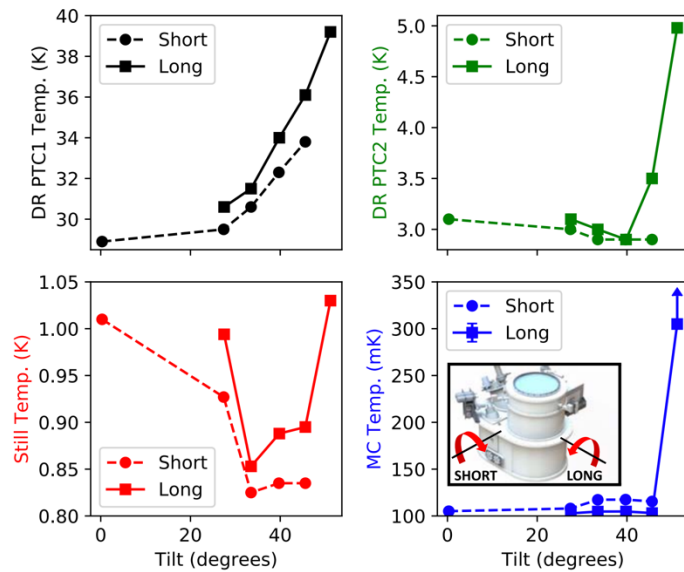 DR PTC1 Temp. (K)
40
38
36
34
32
30
Short
Long
DR PTC2 Temp. (K)
5.0
4.5
4.0
3.5
3.0
Short
Long
Still Temp. (K)
1.05
1.00
0.95
0.90
0.85
0.80
Short
Long
0
20
40
Tilt (degrees)
MC Temp. (mK)
350
300
250
200
150
100
Short
Long
SHORT
LONG
0
20
40
Tilt (degrees)